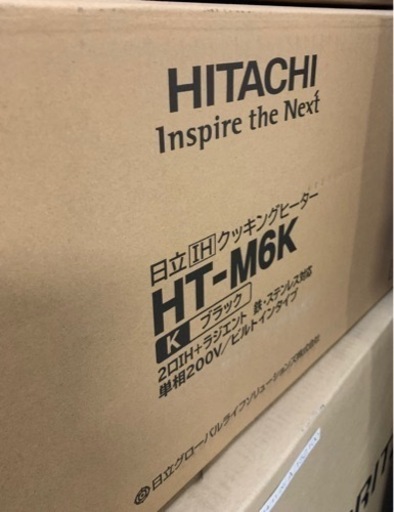 HITACHI
Inspire the Next
日立IHクッキングヒーター
HT-M6K
K ブラック
2口IH+ラジエント 鉄・ステンレス対応
単相200V/ビルトインタイプ
日立グローバルライフソリューションズ株式会社